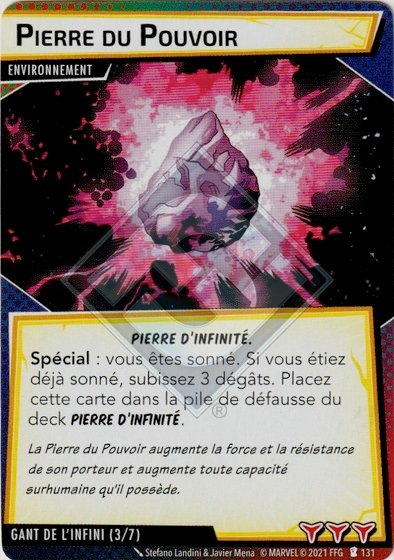 PIERRE DU POUVOIR
ENVIRONNEMENT
PIERRE D'INFINITÉ.
Spécial : vous êtes sonné. Si vous étiez
déjà sonné, subissez 3 dégâts. Placez
cette carte dans la pile de défausse du
deck PIERRE D'INFINITÉ.
®
La Pierre du Pouvoir augmente la force et la résistance
de son porteur et augmente toute capacité
surhumaine qu'il possède.
GANT DE L'INFINI (3/7)
Stefano Landini & Javier Mena © MARVEL © 2021 FFG 131